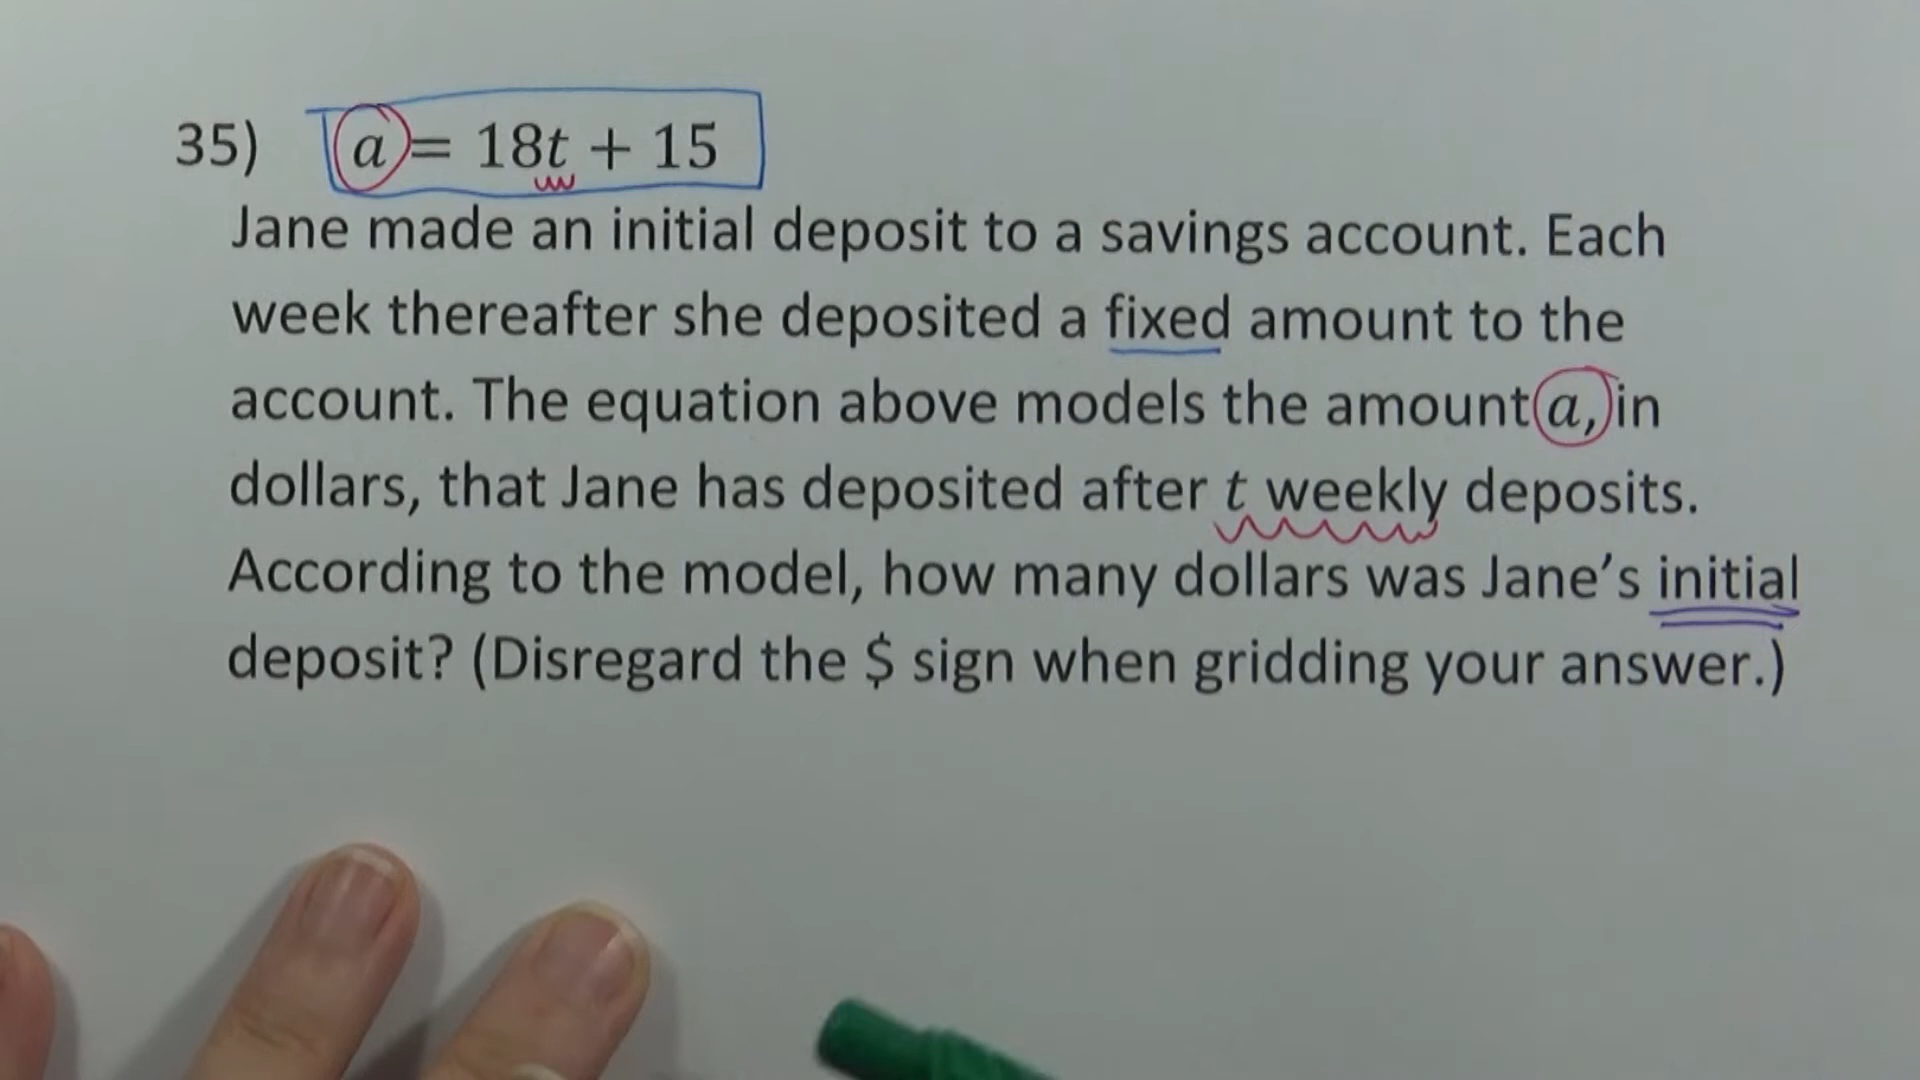 35) a = 18t + 15
Jane made an initial deposit to a savings account. Each
week thereafter she deposited a fixed amount to the
account. The equation above models the amount a, in
dollars, that Jane has deposited after t weekly deposits.
According to the model, how many dollars was Jane’s initial
deposit? (Disregard the $ sign when gridding your answer.)